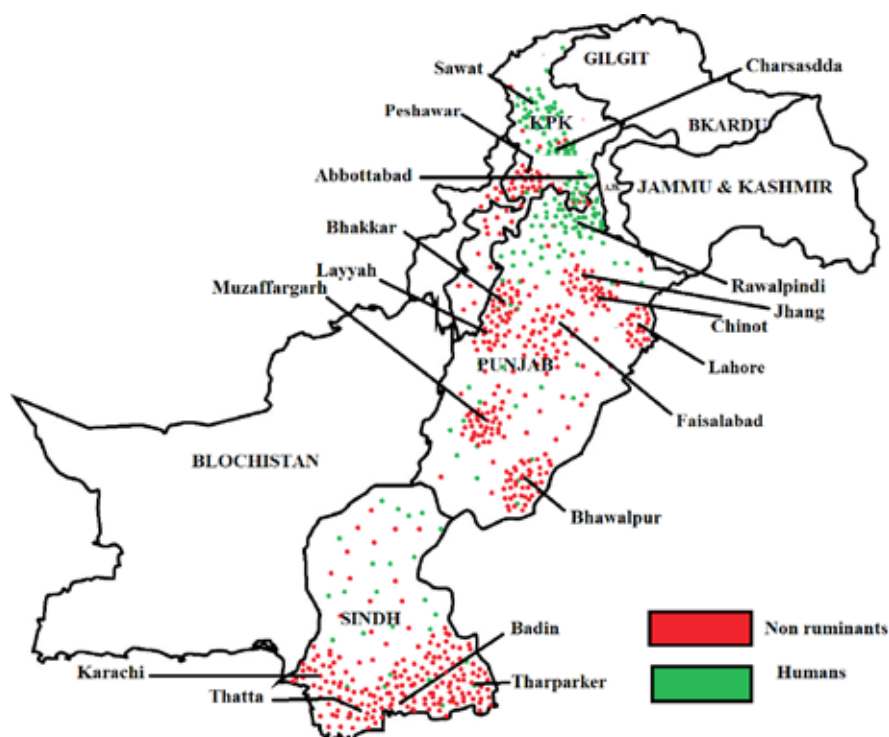 GILGIT
Sawat
Charsasdda
Peshawar
KPK
BKARDU
Abbottabad
JAMMU & KASHMIR
Bhakkar
Layyah
Rawalpindi
Muzaffargarh
Jhang
Chinot
PUNJAB
Lahore
Faisalabad
BLOCHISTAN
Bhawalpur
SINDH
Badin
Non ruminants
Karachi
Humans
Thatta
Tharparker